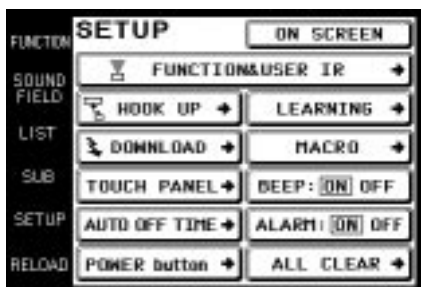 FUNCTION
SOUND FIELD
LIST
SUB
SETUP
RELOAD
SETUP
ON SCREEN
FUNCTION&USER IR
HOOK UP
LEARNING
DOWNLOAD
MACRO
TOUCH PANEL
BEEP: ON OFF
AUTO OFF TIME
ALARM: ON OFF
POWER button
ALL CLEAR